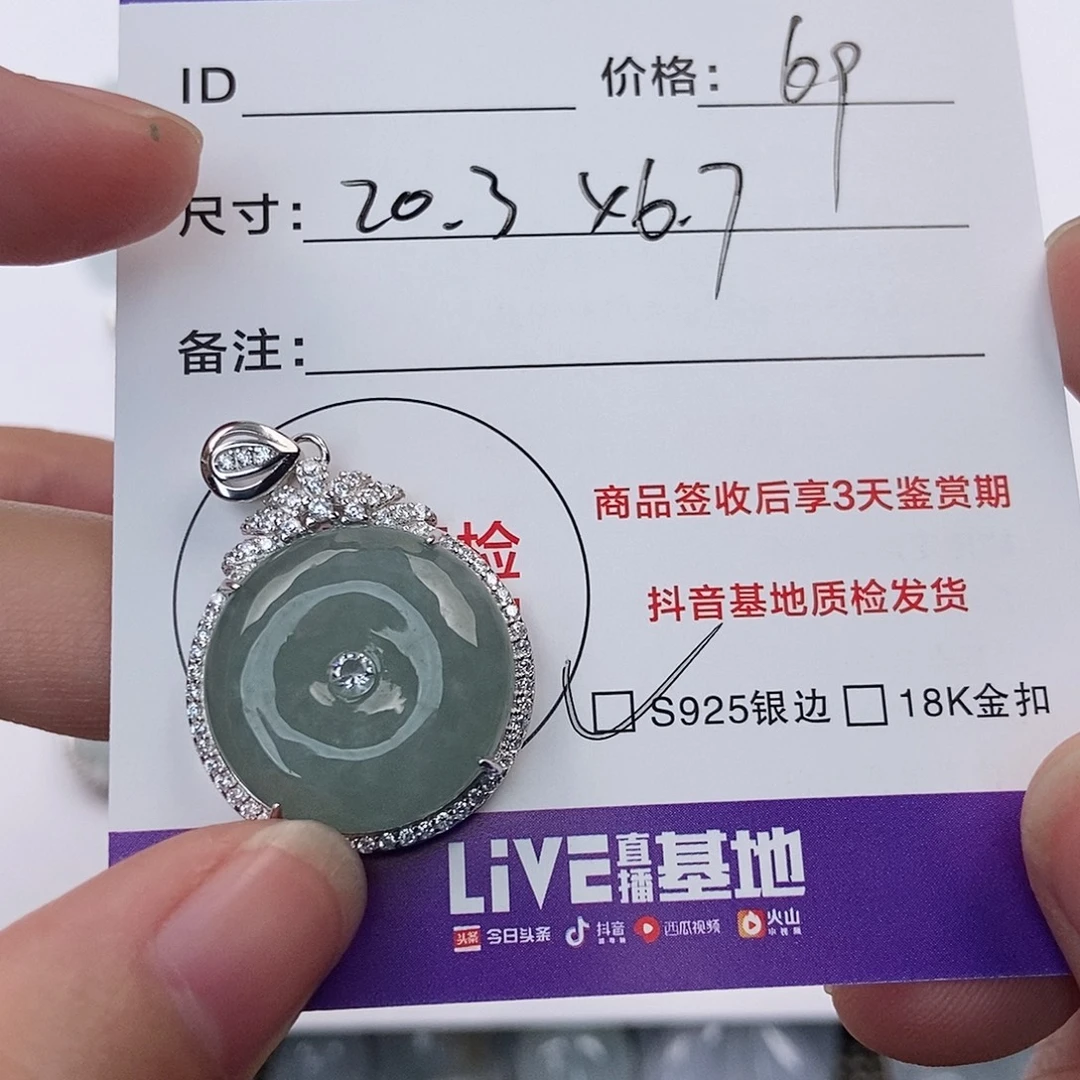 ID 价格: 69
尺寸: 20.3 x6.7
备注:
检
商品签收后享3天鉴赏期
抖音基地质检发货
S925银边 18K金扣
LiVE直播基地
头条 今日头条 抖音 西瓜视频 火山